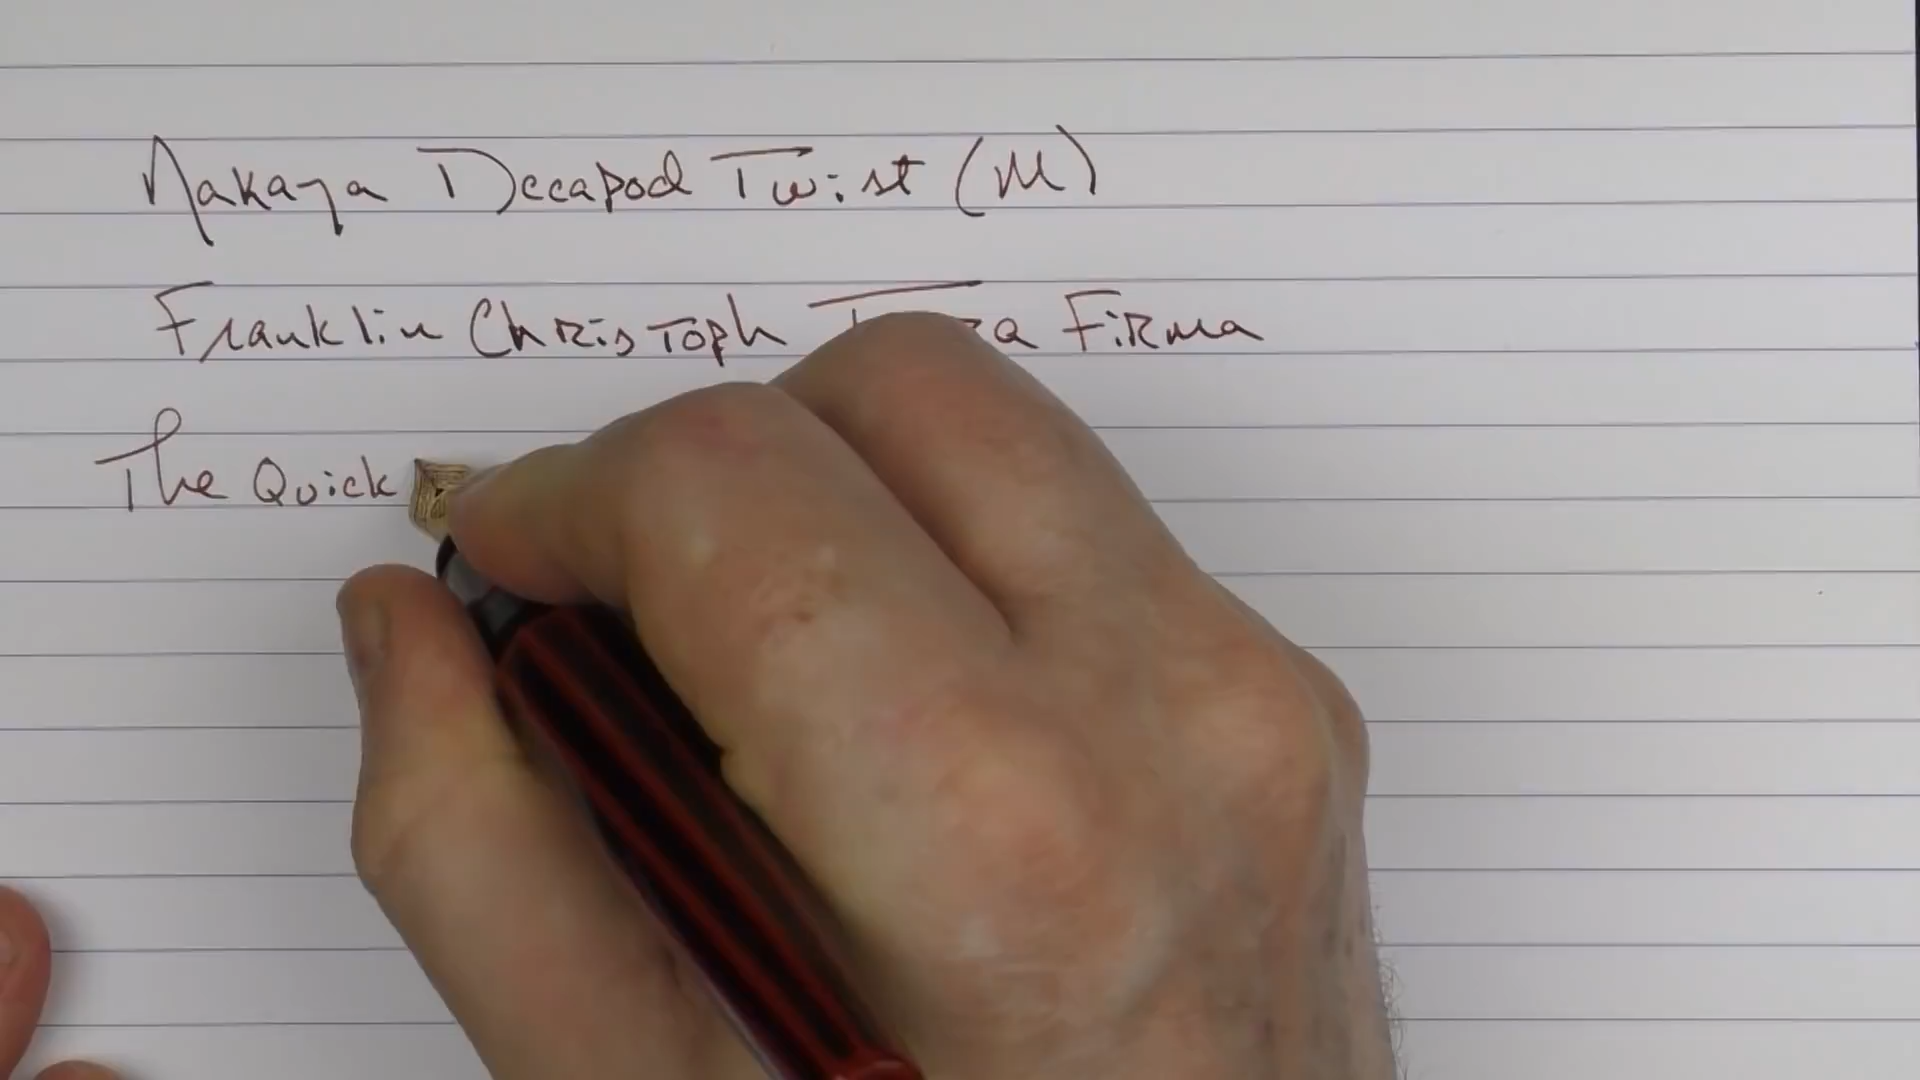 Nakaya Decapod Twist (M)
Franklin Christoph Firma
The Quick